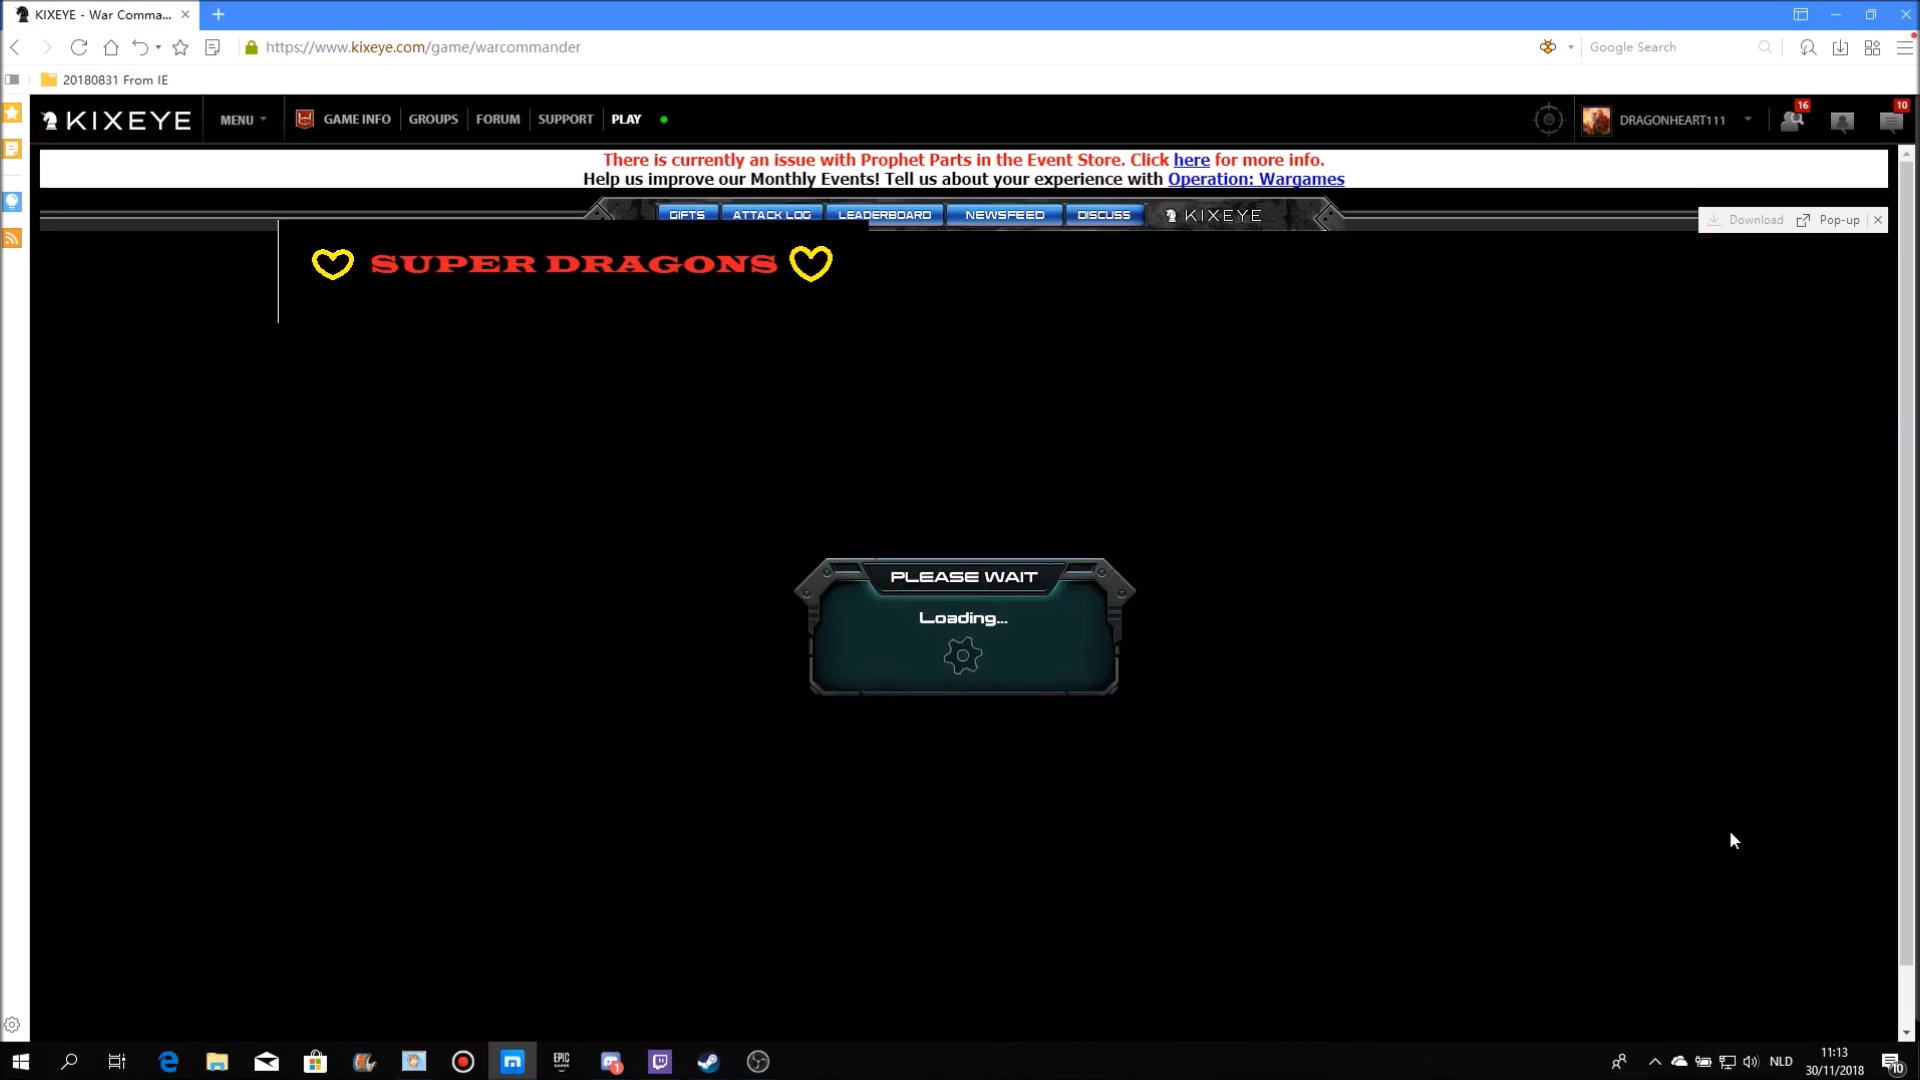 KIXEYE - War Comma...
https://www.kixeye.com/game/warcommander
Google Search
20180831 From IE
KIXEYE
MENU
GAME INFO
GROUPS
FORUM
SUPPORT
PLAY
DRAGONHEART111
16
10
There is currently an issue with Prophet Parts in the Event Store. Click here for more info.
Help us improve our Monthly Events! Tell us about your experience with Operation: Wargames
GIFTS
ATTACK LOG
LEADERBOARD
NEWSFEED
DISCUSS
KIXEYE
Download
Pop-up
SUPER DRAGONS
PLEASE WAIT
Loading...
EPIC GAMES
1
NLD
11:13
30/11/2018
10